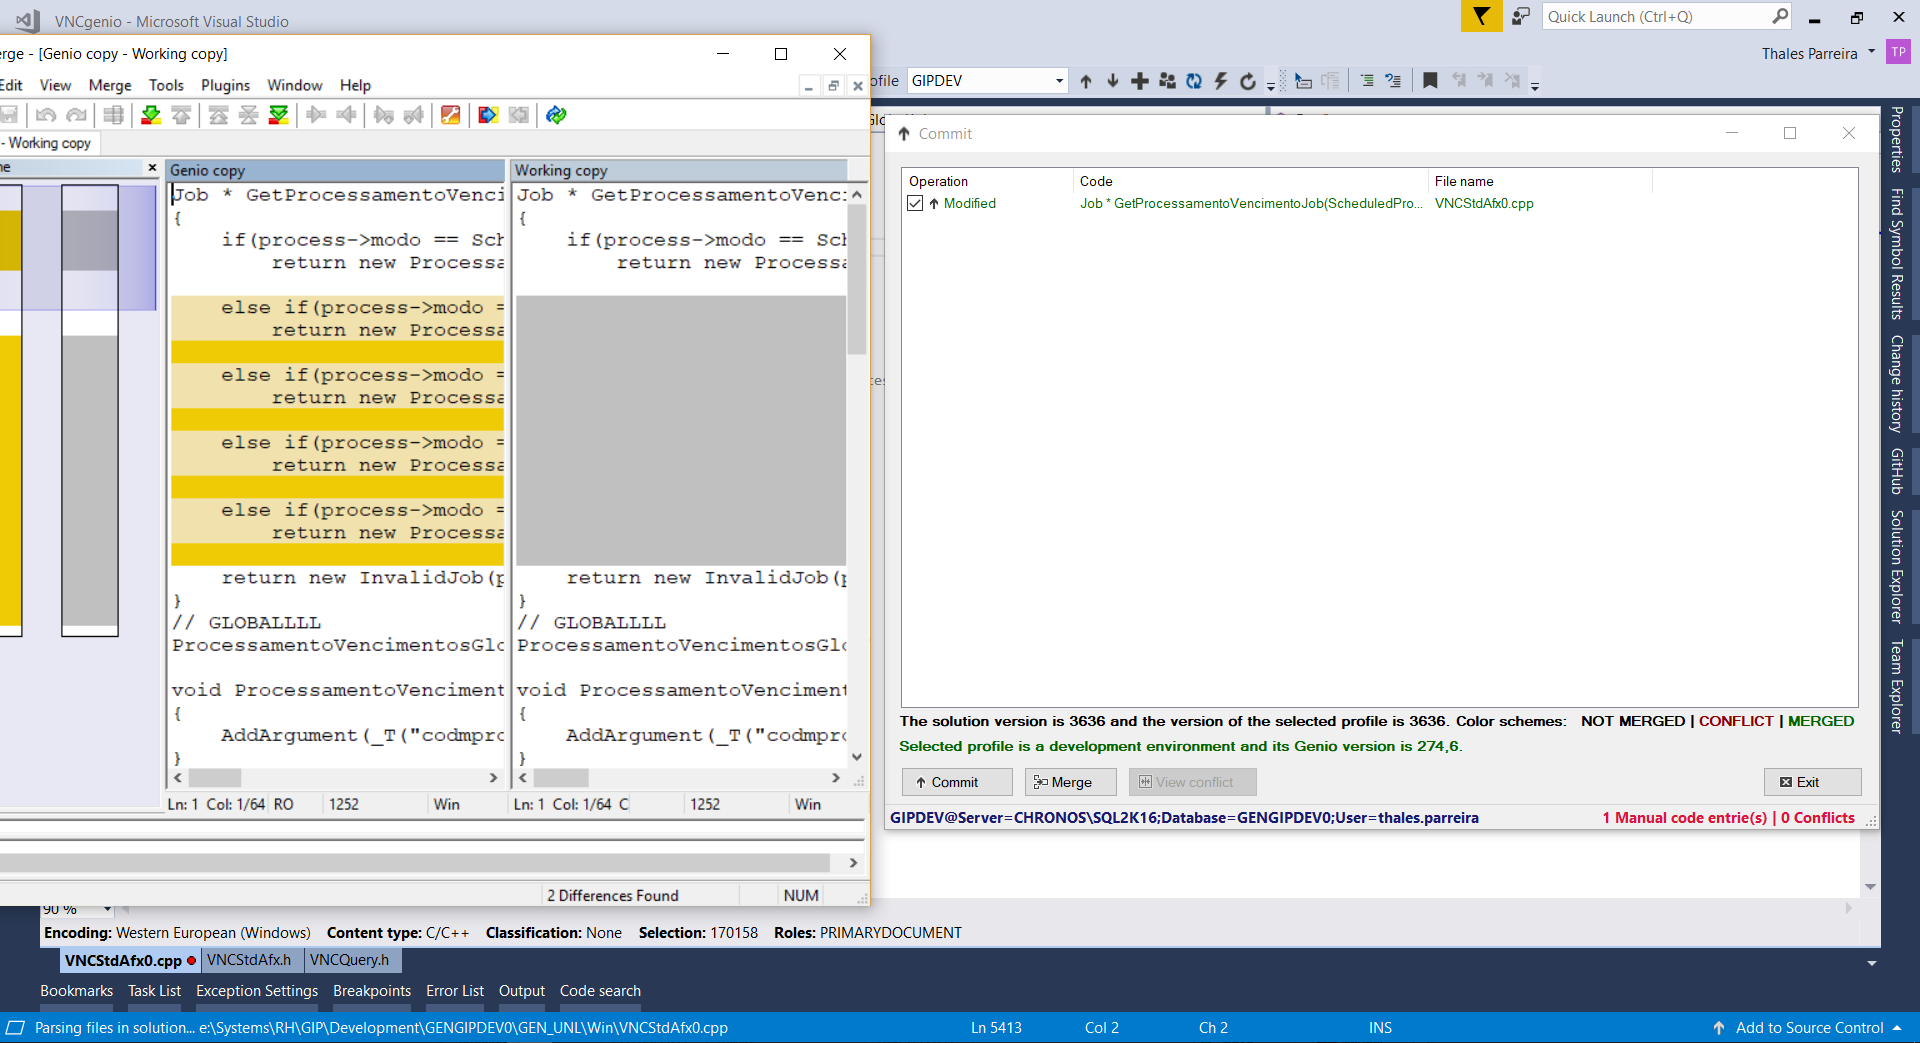 VNCgenio - Microsoft Visual Studio
Quick Launch (Ctrl+Q)
Thales Parreira
TP
erge - [Genio copy - Working copy]
Edit View Merge Tools Plugins Window Help
ofile GIPDEV
- Working copy
Genio copy
Job * GetProcessamentoVenci
{
if(process->modo == Sch
return new Processa
else if(process->modo =
return new Processa
else if(process->modo =
return new Processa
else if(process->modo =
return new Processa
else if(process->modo =
return new Processa
return new InvalidJob(p
}
// GLOBALLLL
ProcessamentoVencimentosGlo
void ProcessamentoVenciment
{
AddArgument(_T("codmpro
}
Ln: 1 Col: 1/64 RO 1252 Win
Working copy
Job * GetProcessamentoVenci
{
if(process->modo == Sch
return new Processa
return new InvalidJob(p
}
// GLOBALLLL
ProcessamentoVencimentosGlo
void ProcessamentoVenciment
{
AddArgument(_T("codmpro
}
Ln: 1 Col: 1/64 C 1252 Win
2 Differences Found NUM
Commit
Operation Code File name
Modified Job * GetProcessamentoVencimentoJob(ScheduledPro... VNCStdAfx0.cpp
The solution version is 3636 and the version of the selected profile is 3636. Color schemes: NOT MERGED | CONFLICT | MERGED
Selected profile is a development environment and its Genio version is 274,6.
Commit Merge View conflict Exit
GIPDEV@Server=CHRONOS\SQL2K16;Database=GENGIPDEV0;User=thales.parreira 1 Manual code entrie(s) | 0 Conflicts
Properties
Find Symbol Results
Change history
GitHub
Solution Explorer
Team Explorer
90 %
Encoding: Western European (Windows) Content type: C/C++ Classification: None Selection: 170158 Roles: PRIMARYDOCUMENT
VNCStdAfx0.cpp VNCStdAfx.h VNCQuery.h
Bookmarks Task List Exception Settings Breakpoints Error List Output Code search
Parsing files in solution... e:\Systems\RH\GIP\Development\GENGIPDEV0\GEN_UNL\Win\VNCStdAfx0.cpp Ln 5413 Col 2 Ch 2 INS Add to Source Control